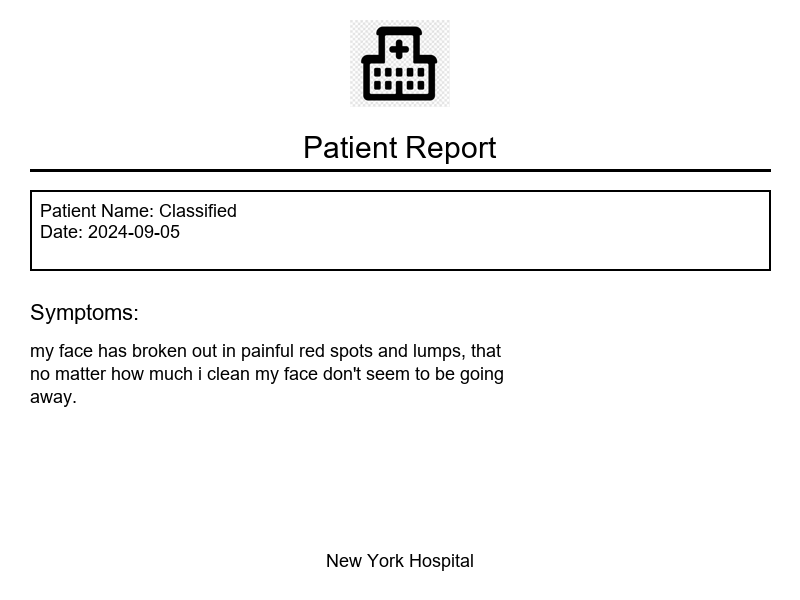 Patient Report
Patient Name: Classified
Date: 2024-09-05
Symptoms:
my face has broken out in painful red spots and lumps, that
no matter how much i clean my face don't seem to be going
away.
New York Hospital